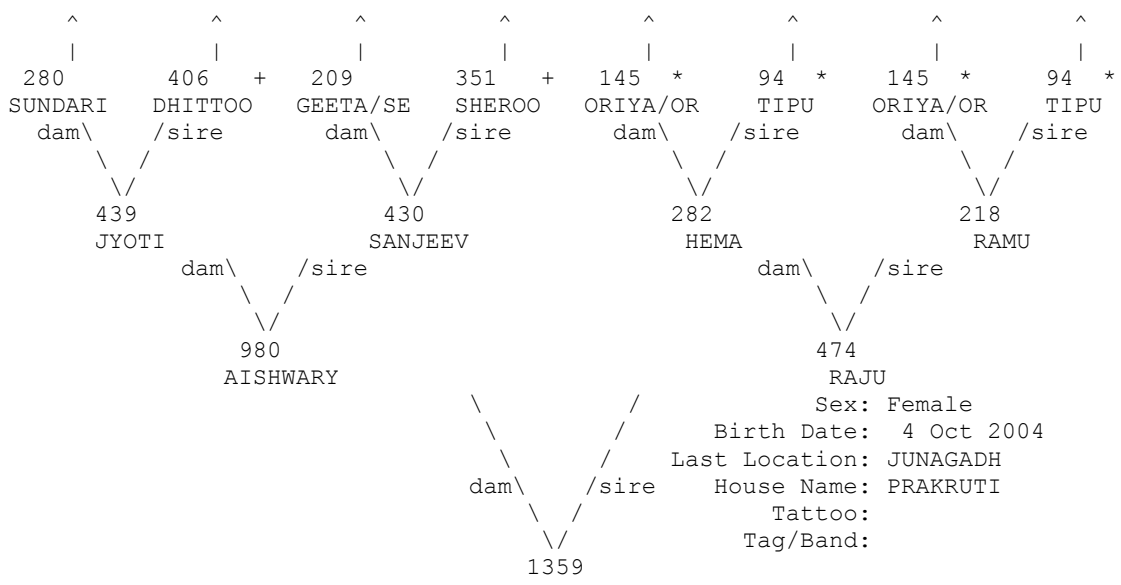 ^ ^ ^ ^ ^ ^ ^ ^
| | | | | | | |
280 406 + 209 351 + 145 * 94 * 145 * 94 *
SUNDARI DHITTOO GEETA/SE SHEROO ORIYA/OR TIPU ORIYA/OR TIPU
dam\ /sire dam\ /sire dam\ /sire dam\ /sire
\ / \ / \ / \ /
\/ \/ \/ \/
439 430 282 218
JYOTI SANJEEV HEMA RAMU
dam\ /sire dam\ /sire
\ / \ /
\/ \/
980 474
AISHWARY RAJU
\ / Sex: Female
\ / Birth Date: 4 Oct 2004
\ / Last Location: JUNAGADH
dam\ /sire House Name: PRAKRUTI
\ / Tattoo:
\/ Tag/Band:
1359